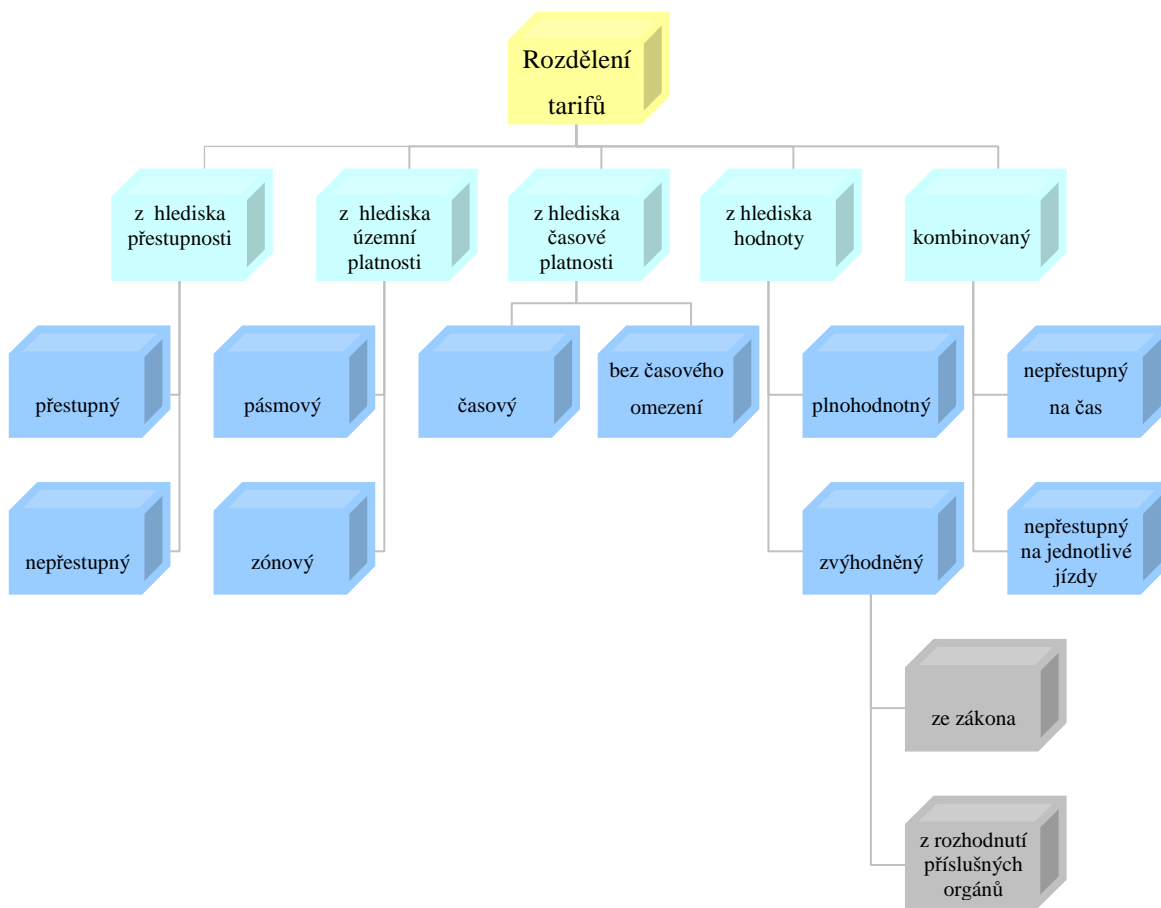 Rozdělení
tarifů
z hlediska
přestupnosti
z hlediska
územní
platnosti
z hlediska
časové
platnosti
z hlediska
hodnoty
kombinovaný
přestupný
pásmový
časový
bez časového
omezení
plnohodnotný
nepřestupný
na čas
nepřestupný
zónový
zvýhodněný
nepřestupný
na jednotlivé
jízdy
ze zákona
z rozhodnutí
příslušných
orgánů